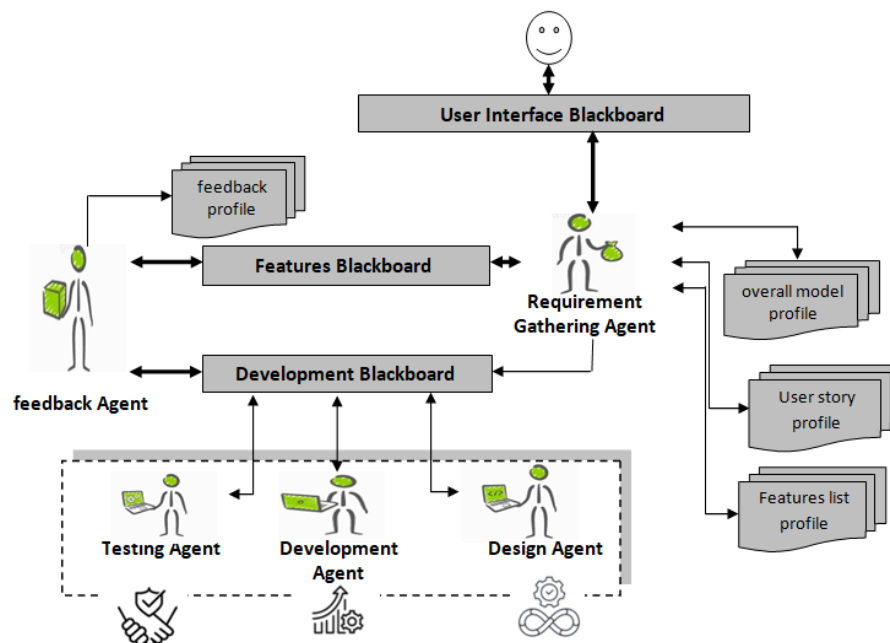 User Interface Blackboard
feedback
profile
Features Blackboard
Requirement
Gathering Agent
overall model
profile
Development Blackboard
feedback Agent
User story
profile
Features list
profile
Testing Agent
Development
Agent
Design Agent